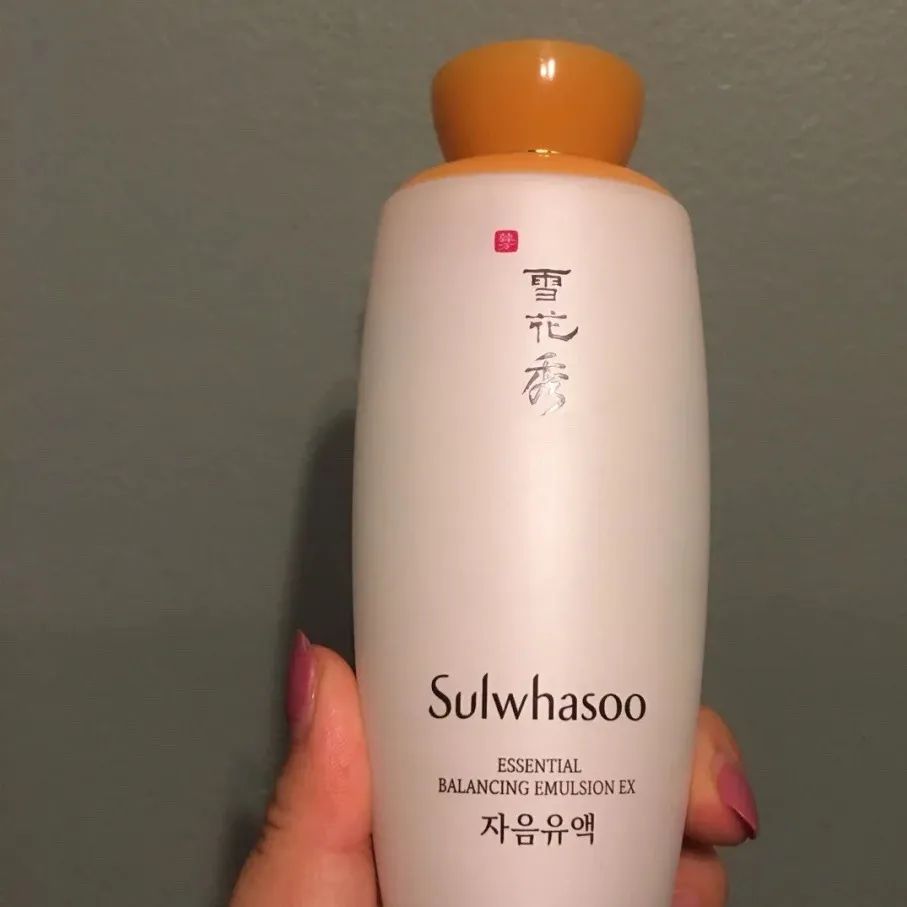 雪
花
秀
Sulwhasoo
ESSENTIAL
BALANCING EMULSION EX
자음유액